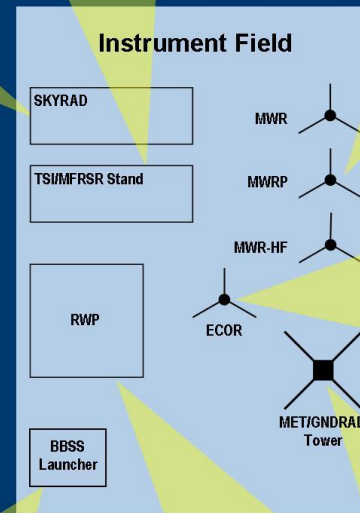 Instrument Field
SKYRAD
MWR
TSI/MFRSR Stand
MWRP
MWR-HF
RWP
ECOR
MET/GNDRAD
Tower
BBSS
Launcher